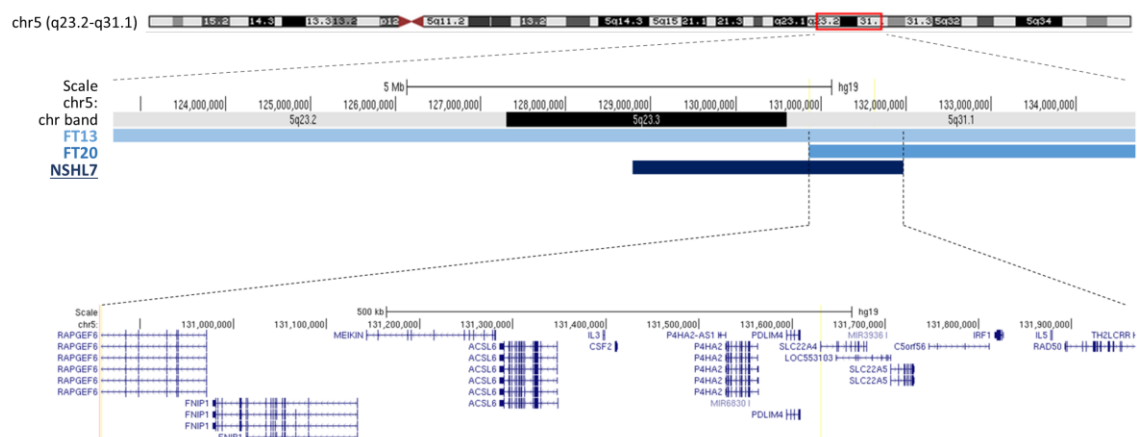 chr5 (q23.2-q31.1) 15.2 14.3 13.3 13.2 p12 5q11.2 13.2 5q14.3 5q15 21.1 21.3 5q23.1 q23.2 31. 31.3 5q32 5q34
Scale 5 Mb hg19
chr5: 124,000,000 125,000,000 126,000,000 127,000,000 128,000,000 129,000,000 130,000,000 131,000,000 132,000,000 133,000,000 134,000,000
chr band 5q23.2 5q23.3 5q31.1
FT13
FT20
NSHL7
Scale 500 kb hg19
chr5: 131,000,000 131,100,000 131,200,000 131,300,000 131,400,000 131,500,000 131,600,000 131,700,000 131,800,000 131,900,000
RAPGEF6 MEIKIN IL3 P4HA2-AS1 PDLIM4 MIR3936 IRF1 IL5 TH2LCRR
RAPGEF6 ACSL6 CSF2 P4HA2 SLC22A4 C5orf56 RAD50
RAPGEF6 ACSL6 P4HA2 LOC553103
RAPGEF6 ACSL6 P4HA2 SLC22A5
RAPGEF6 ACSL6 P4HA2 SLC22A5
RAPGEF6 ACSL6 P4HA2
FNIP1 ACSL6 MIR6830
FNIP1 PDLIM4
FNIP1
FNIP1